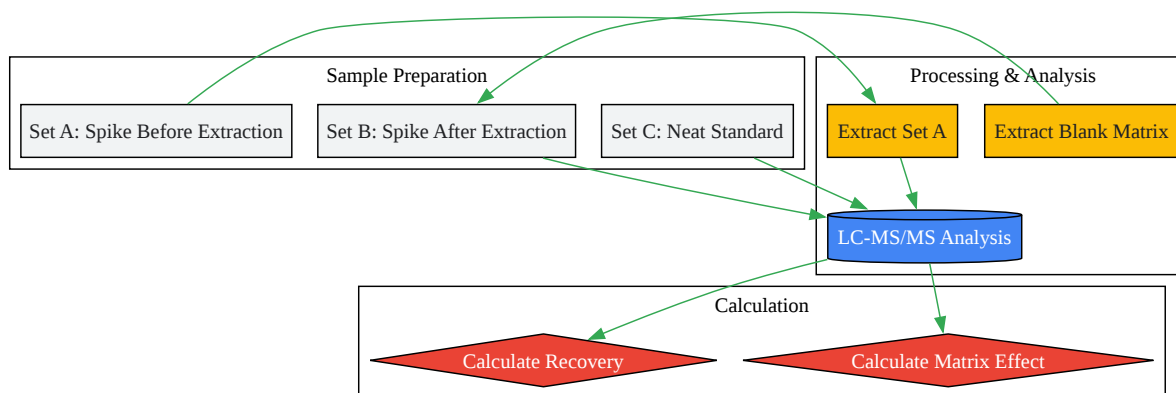 Sample Preparation
Processing & Analysis
Set A: Spike Before Extraction
Set B: Spike After Extraction
Set C: Neat Standard
Extract Set A
Extract Blank Matrix
LC-MS/MS Analysis
Calculation
Calculate Recovery
Calculate Matrix Effect